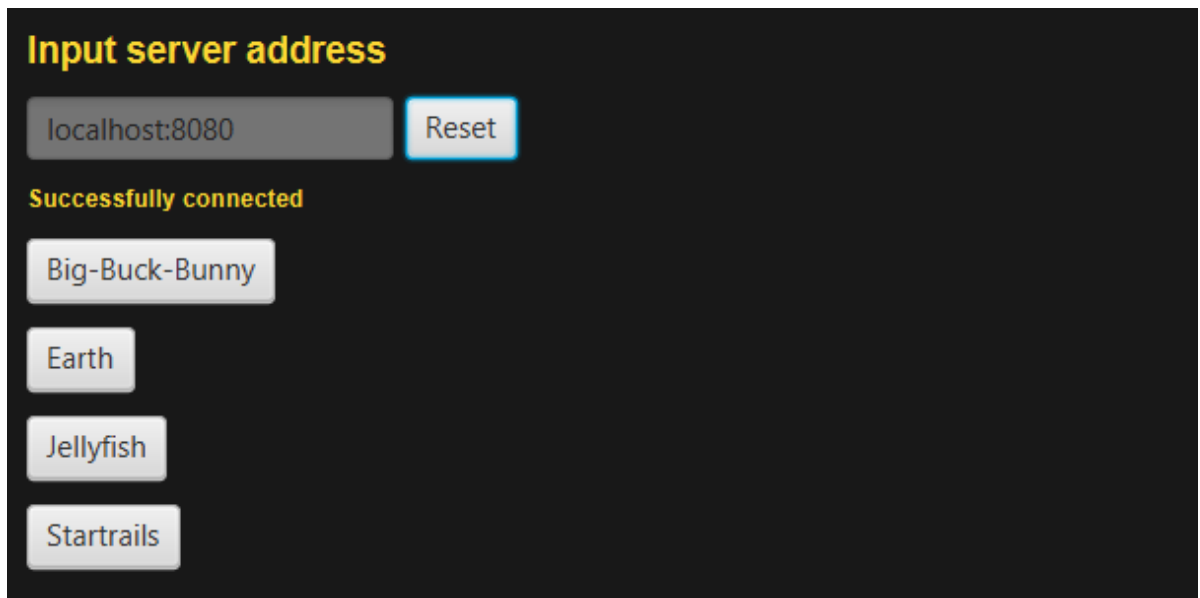 Input server address
localhost:8080 Reset
Successfully connected
Big-Buck-Bunny
Earth
Jellyfish
Startrails